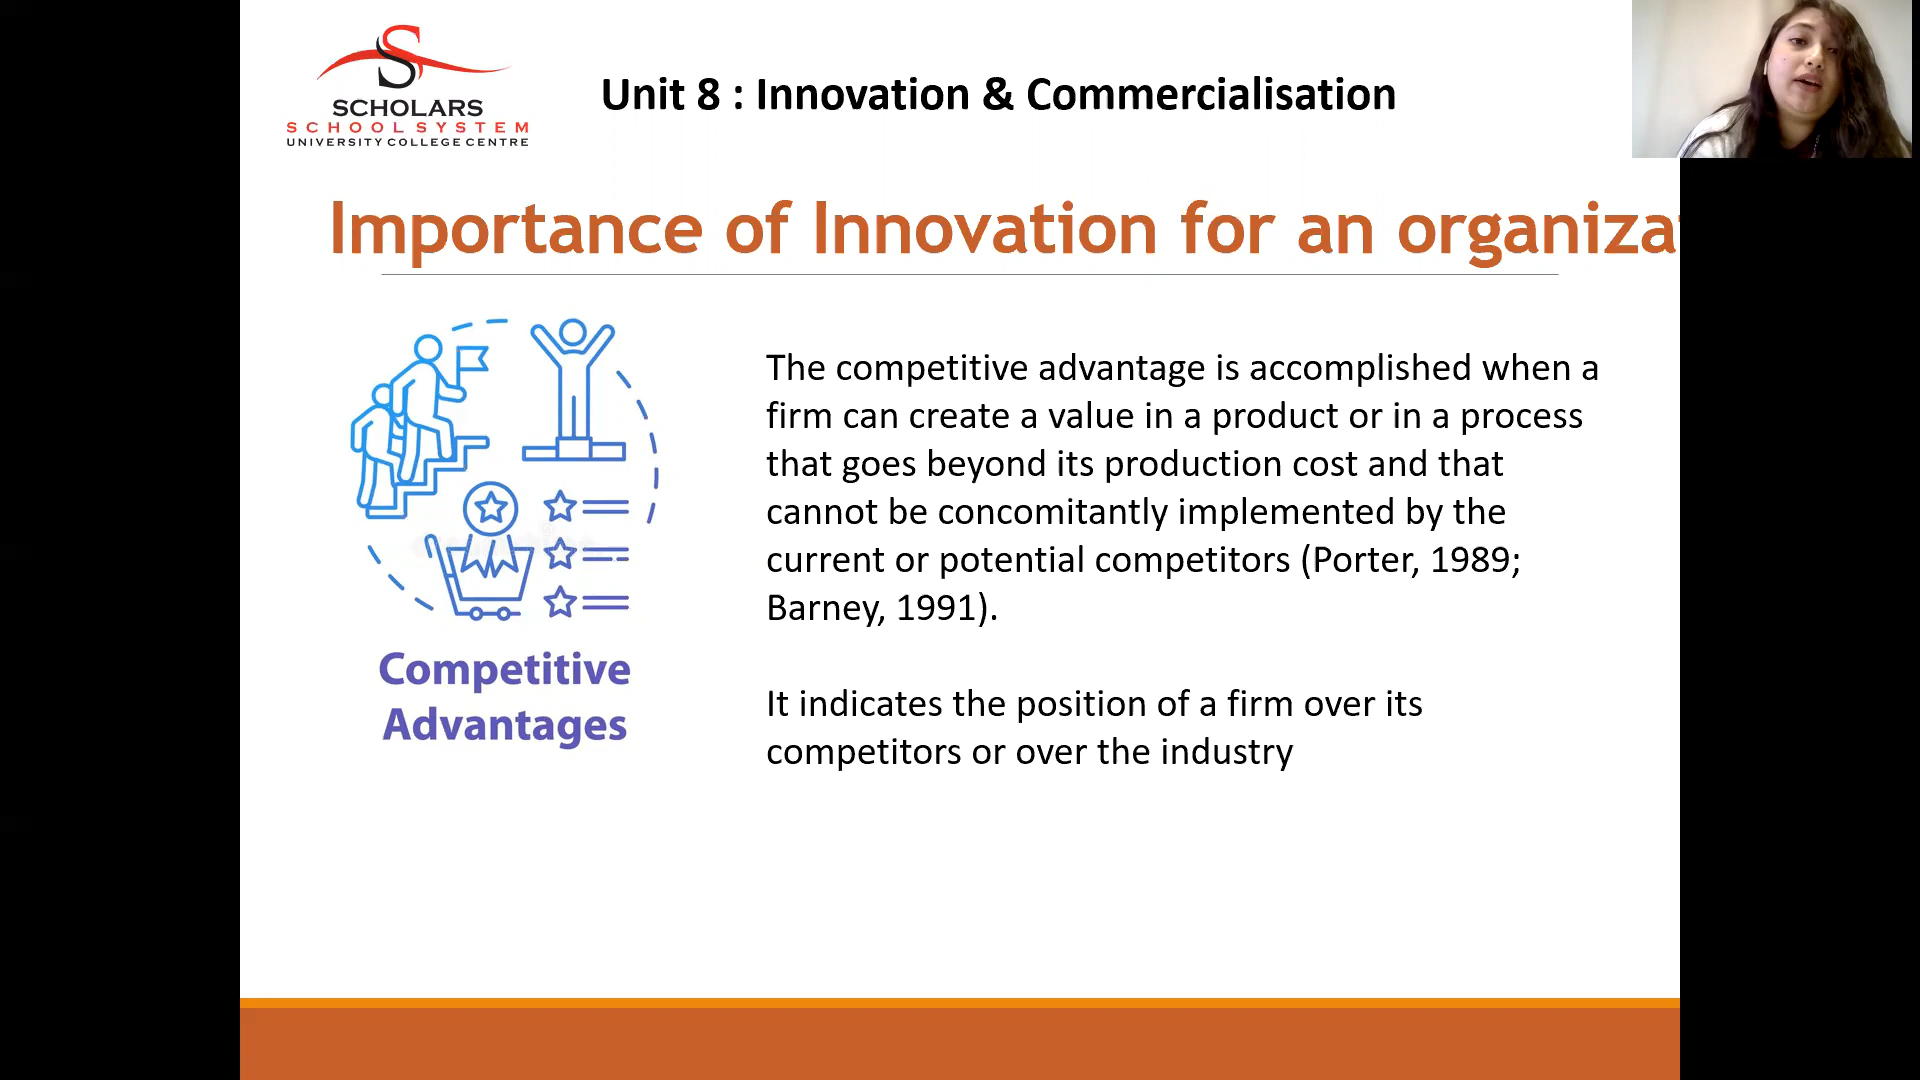 SCHOLARS
SCHOOL SYSTEM
UNIVERSITY COLLEGE CENTRE
Unit 8 : Innovation & Commercialisation
Importance of Innovation for an organiza
The competitive advantage is accomplished when a
firm can create a value in a product or in a process
that goes beyond its production cost and that
cannot be concomitantly implemented by the
current or potential competitors (Porter, 1989;
Barney, 1991).
It indicates the position of a firm over its
competitors or over the industry
Competitive
Advantages